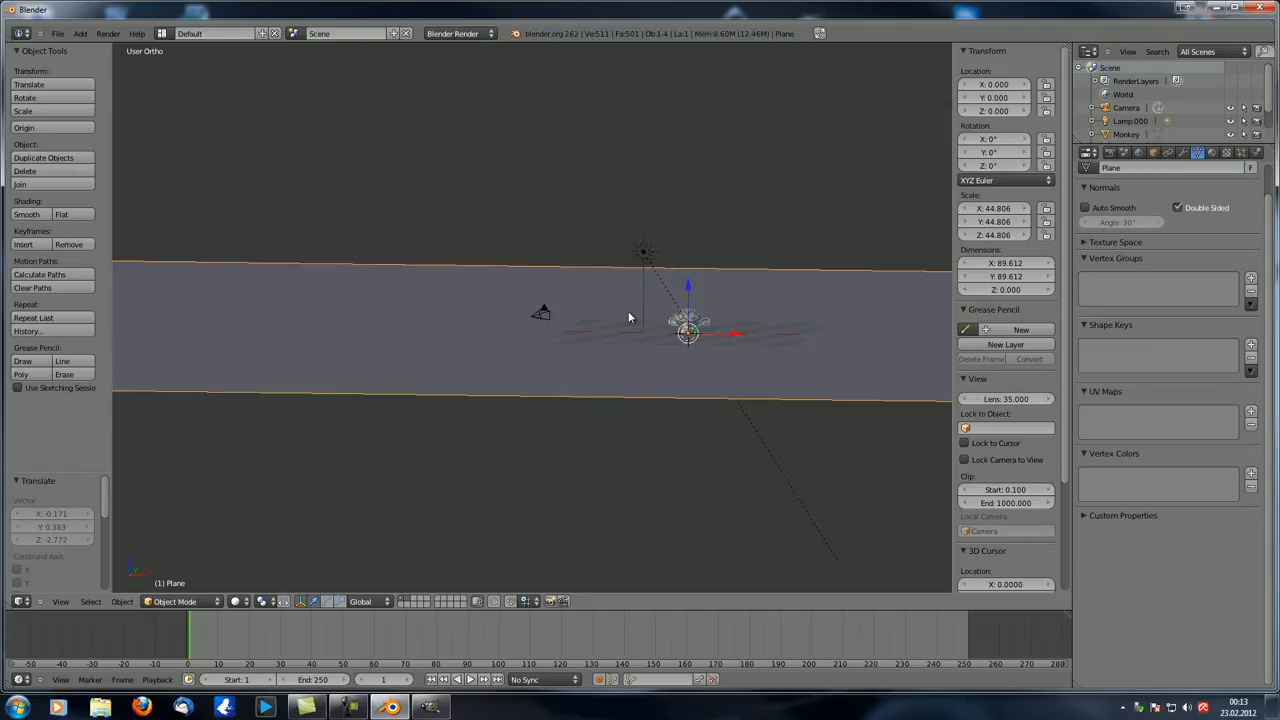 Blender
File Add Render Help Default Scene Blender Render blender.org 262 | Ve:511 | Fa:501 | Ob:1-4 | La:1 | Mem:8.60M (12.46M) | Plane
Object Tools
User Ortho
Transform
View Search All Scenes
Transform:
Translate
Rotate
Scale
Origin
Object:
Duplicate Objects
Delete
Join
Shading:
Smooth Flat
Keyframes:
Insert Remove
Motion Paths:
Calculate Paths
Clear Paths
Repeat:
Repeat Last
History...
Grease Pencil:
Draw Line
Poly Erase
Use Sketching Sessio
Translate
Vector
X: -0.171
Y: 0.383
Z: -2.772
Constraint Axis
X
Y
(1) Plane
Location:
X: 0.000
Y: 0.000
Z: 0.000
Rotation:
X: 0°
Y: 0°
Z: 0°
XYZ Euler
Scale:
X: 44.806
Y: 44.806
Z: 44.806
Dimensions:
X: 89.612
Y: 89.612
Z: 0.000
Grease Pencil
New
New Layer
Delete Frame Convert
View
Lens: 35.000
Lock to Object:
Lock to Cursor
Lock Camera to View
Clip:
Start: 0.100
End: 1000.000
Local Camera:
Camera
3D Cursor
Location:
X: 0.0000
Scene
RenderLayers
World
Camera
Lamp.000
Monkey
Plane F
Normals
Auto Smooth Double Sided
Angle: 30°
Texture Space
Vertex Groups
Shape Keys
UV Maps
Vertex Colors
Custom Properties
View Select Object Object Mode Global
-50 -40 -30 -20 -10 0 10 20 30 40 50 60 70 80 90 100 110 120 130 140 150 160 170 180 190 200 210 220 230 240 250 260 270 280
View Marker Frame Playback Start: 1 End: 250 1 No Sync
00:13
23.02.2012